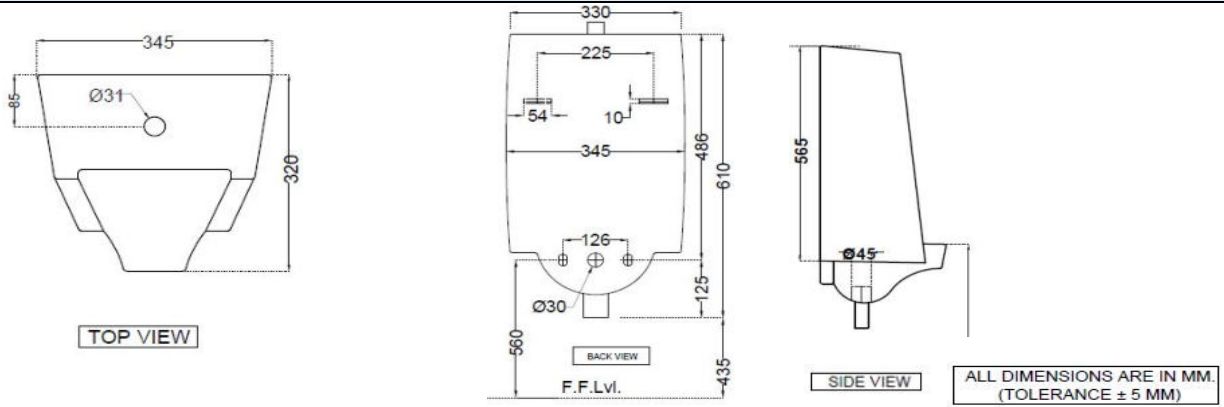 345
85
Ø31
320
TOP VIEW
330
225
54
10
345
486
610
126
Ø30
125
560
435
BACK VIEW
F.F.Lvl.
565
Ø45
SIDE VIEW
ALL DIMENSIONS ARE IN MM.
(TOLERANCE ± 5 MM)